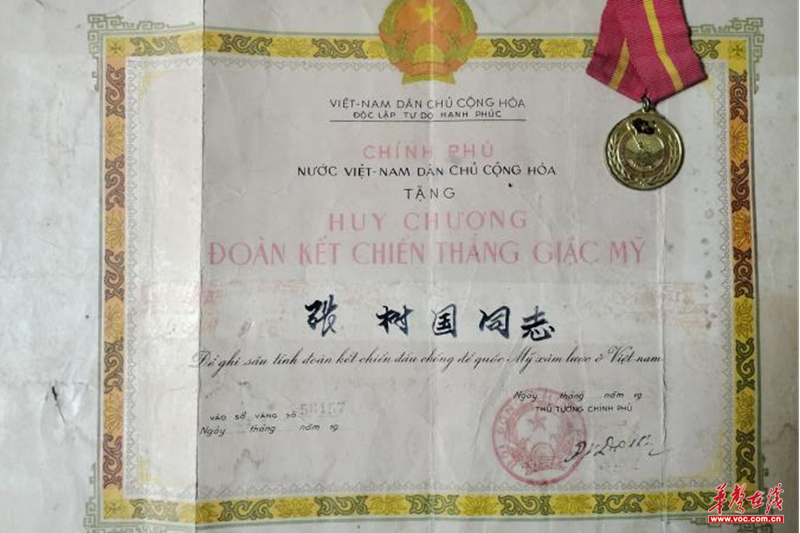 VIỆT-NAM DÂN CHỦ CỘNG HÒA
ĐỘC LẬP TỰ DO HẠNH PHÚC
CHÍNH PHỦ
NƯỚC VIỆT-NAM DÂN CHỦ CỘNG HÒA
TẶNG
HUY CHƯƠNG
ĐOÀN KẾT CHIẾN THẮNG GIẶC MỸ
张树国同志
Để ghi sâu tình đoàn kết chiến đấu chống đế quốc Mỹ xâm lược ở Việt-nam
Ngày tháng năm 19
THỦ TƯỚNG CHÍNH PHỦ
VÀO SỔ VÀNG SỐ
Ngày tháng năm 19
华声在线
www.voc.com.cn